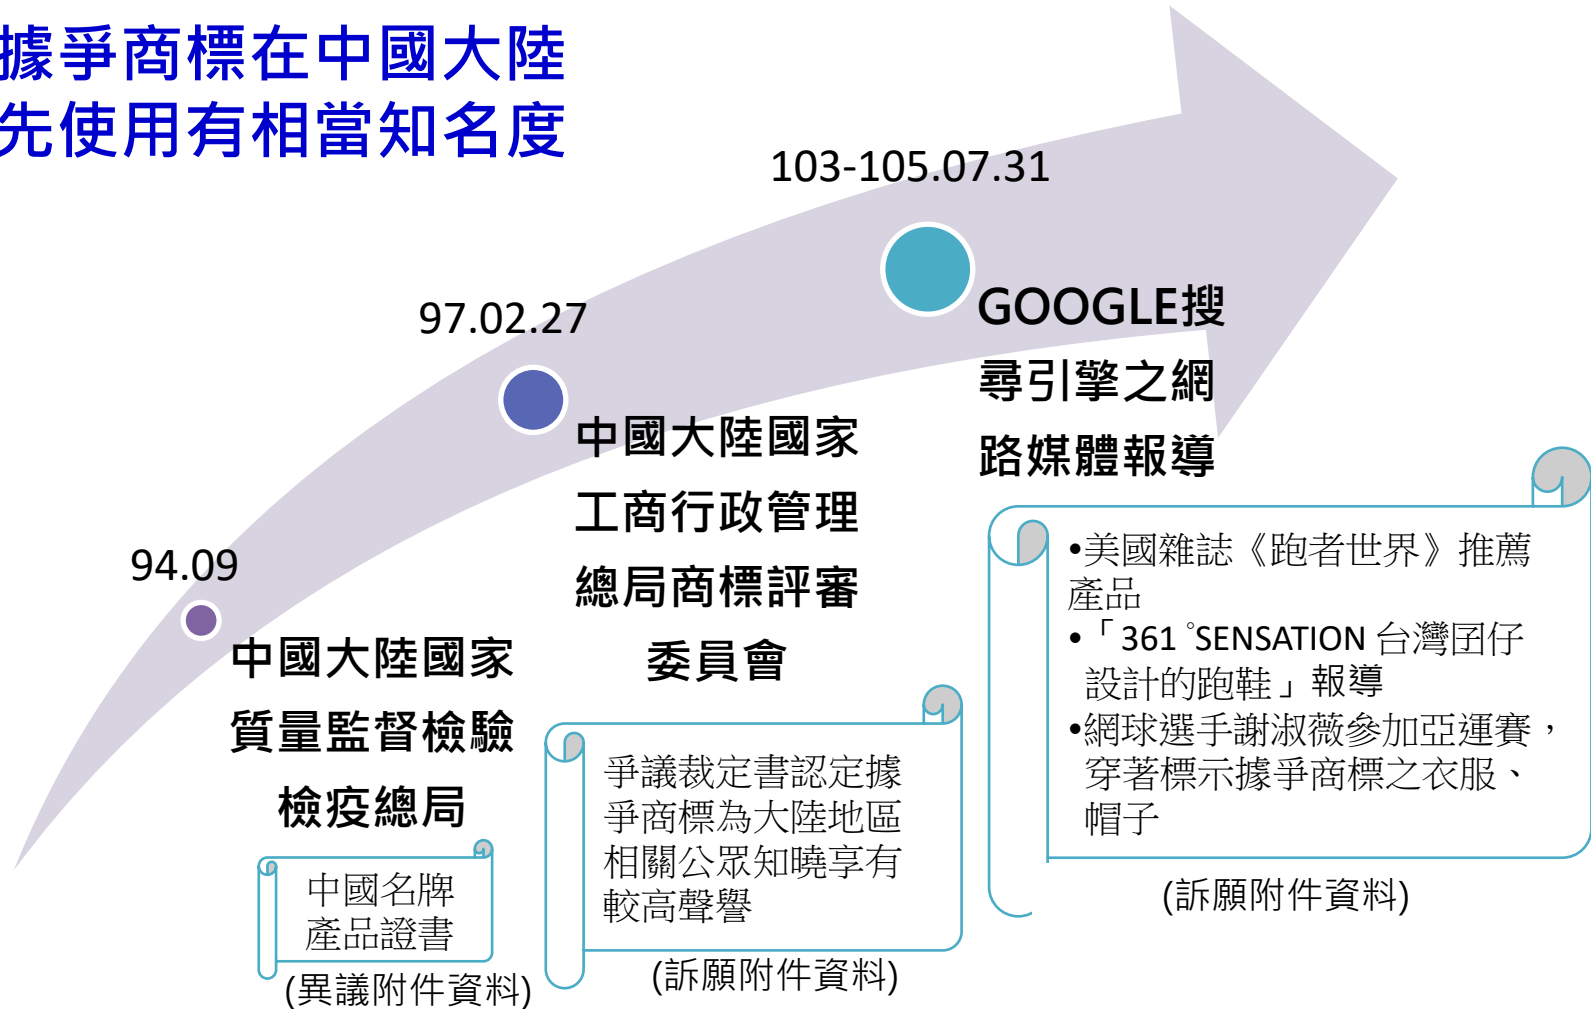 據爭商標在中國大陸
先使用有相當知名度
94.09
中國大陸國家
質量監督檢驗
檢疫總局
中國名牌
產品證書
(異議附件資料)
97.02.27
中國大陸國家
工商行政管理
總局商標評審
委員會
爭議裁定書認定據
爭商標為大陸地區
相關公眾知曉享有
較高聲譽
(訴願附件資料)
103-105.07.31
GOOGLE搜
尋引擎之網
路媒體報導
•美國雜誌《跑者世界》推薦
產品
•「361°SENSATION 台灣囝仔
設計的跑鞋」報導
•網球選手謝淑薇參加亞運賽，
穿著標示據爭商標之衣服、
帽子
(訴願附件資料)